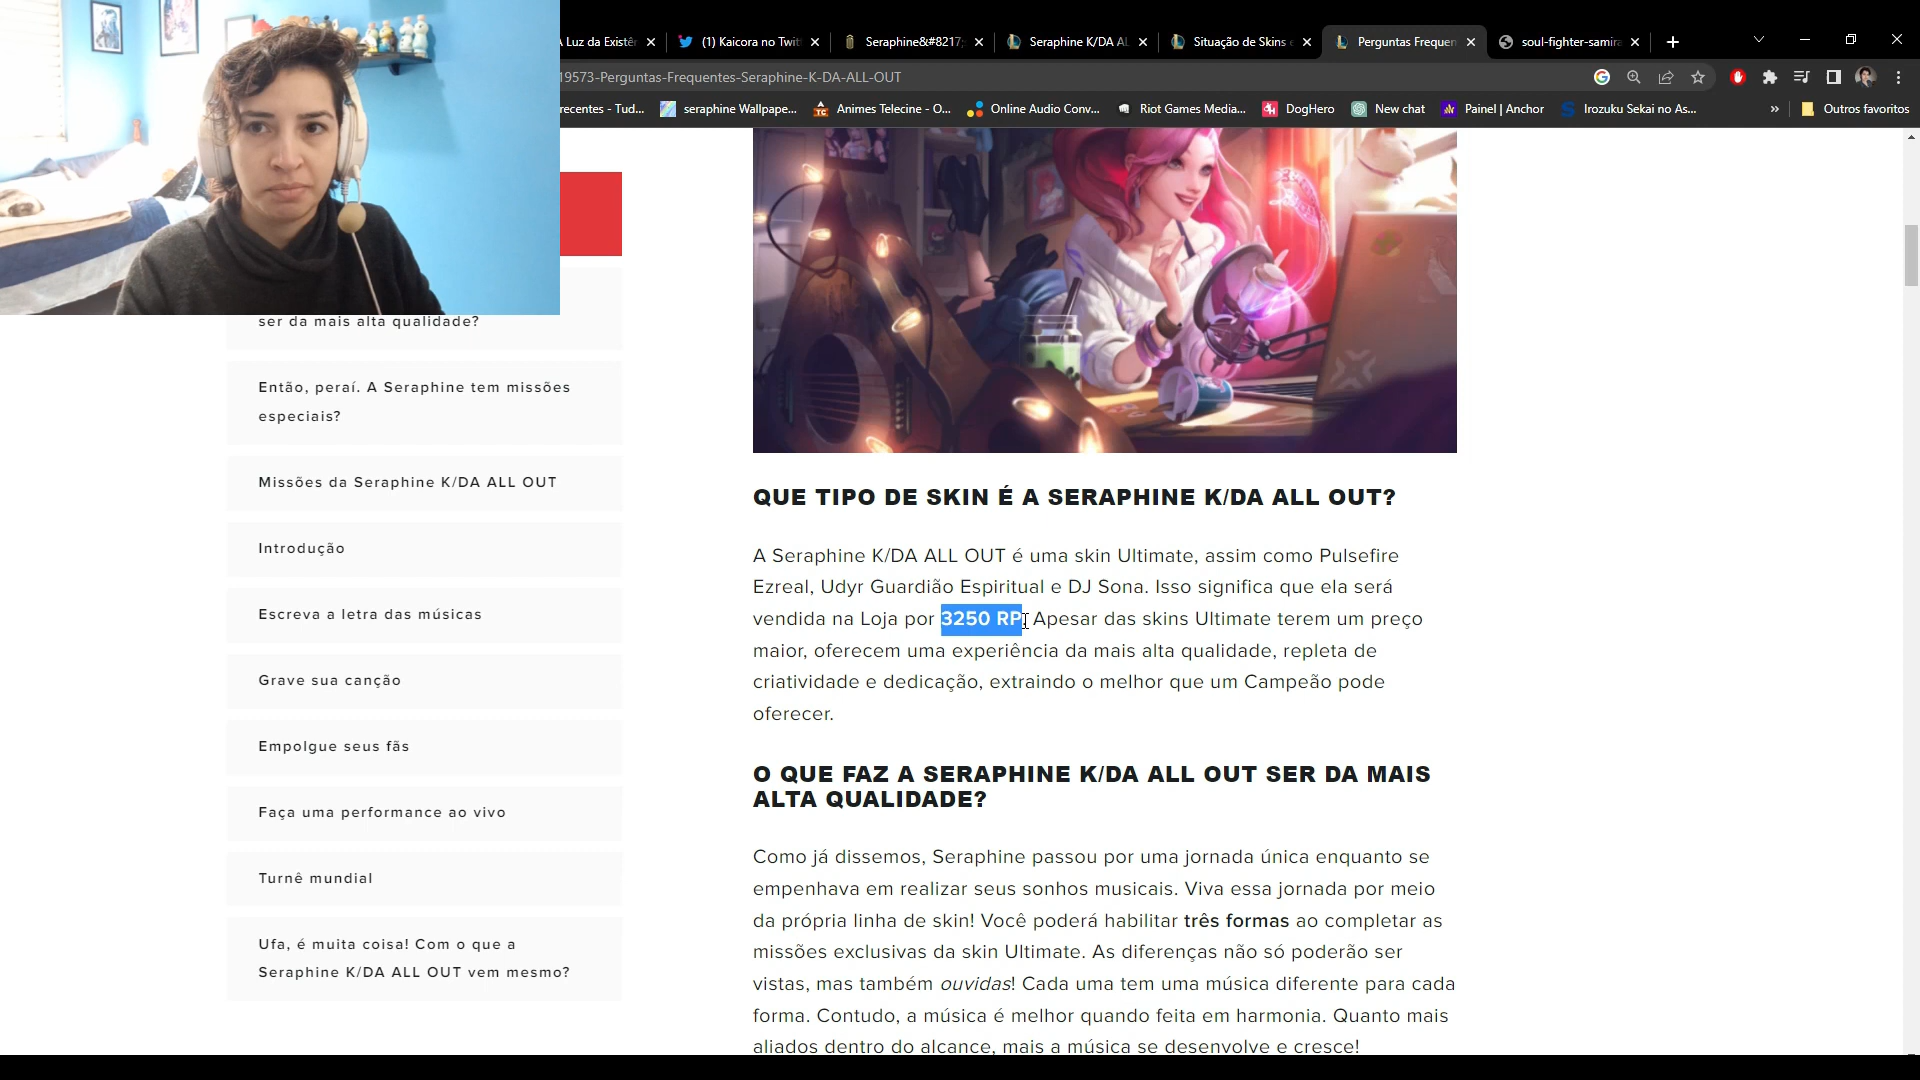 A Luz da Existên
(1) Kaicora no Twit
Seraphine&#8217;
Seraphine K/DA AL
Situação de Skins e
Perguntas Frequen
soul-fighter-samira
19573-Perguntas-Frequentes-Seraphine-K-DA-ALL-OUT
recentes - Tud...
seraphine Wallpape...
Animes Telecine - O...
Online Audio Conv...
Riot Games Media...
DogHero
New chat
Painel | Anchor
Irozuku Sekai no As...
»
Outros favoritos
ser da mais alta qualidade?
Então, peraí. A Seraphine tem missões
especiais?
Missões da Seraphine K/DA ALL OUT
Introdução
Escreva a letra das músicas
Grave sua canção
Empolgue seus fãs
Faça uma performance ao vivo
Turnê mundial
Ufa, é muita coisa! Com o que a
Seraphine K/DA ALL OUT vem mesmo?
QUE TIPO DE SKIN É A SERAPHINE K/DA ALL OUT?
A Seraphine K/DA ALL OUT é uma skin Ultimate, assim como Pulsefire
Ezreal, Udyr Guardião Espiritual e DJ Sona. Isso significa que ela será
vendida na Loja por 3250 RP. Apesar das skins Ultimate terem um preço
maior, oferecem uma experiência da mais alta qualidade, repleta de
criatividade e dedicação, extraindo o melhor que um Campeão pode
oferecer.
O QUE FAZ A SERAPHINE K/DA ALL OUT SER DA MAIS
ALTA QUALIDADE?
Como já dissemos, Seraphine passou por uma jornada única enquanto se
empenhava em realizar seus sonhos musicais. Viva essa jornada por meio
da própria linha de skin! Você poderá habilitar três formas ao completar as
missões exclusivas da skin Ultimate. As diferenças não só poderão ser
vistas, mas também ouvidas! Cada uma tem uma música diferente para cada
forma. Contudo, a música é melhor quando feita em harmonia. Quanto mais
aliados dentro do alcance, mais a música se desenvolve e cresce!